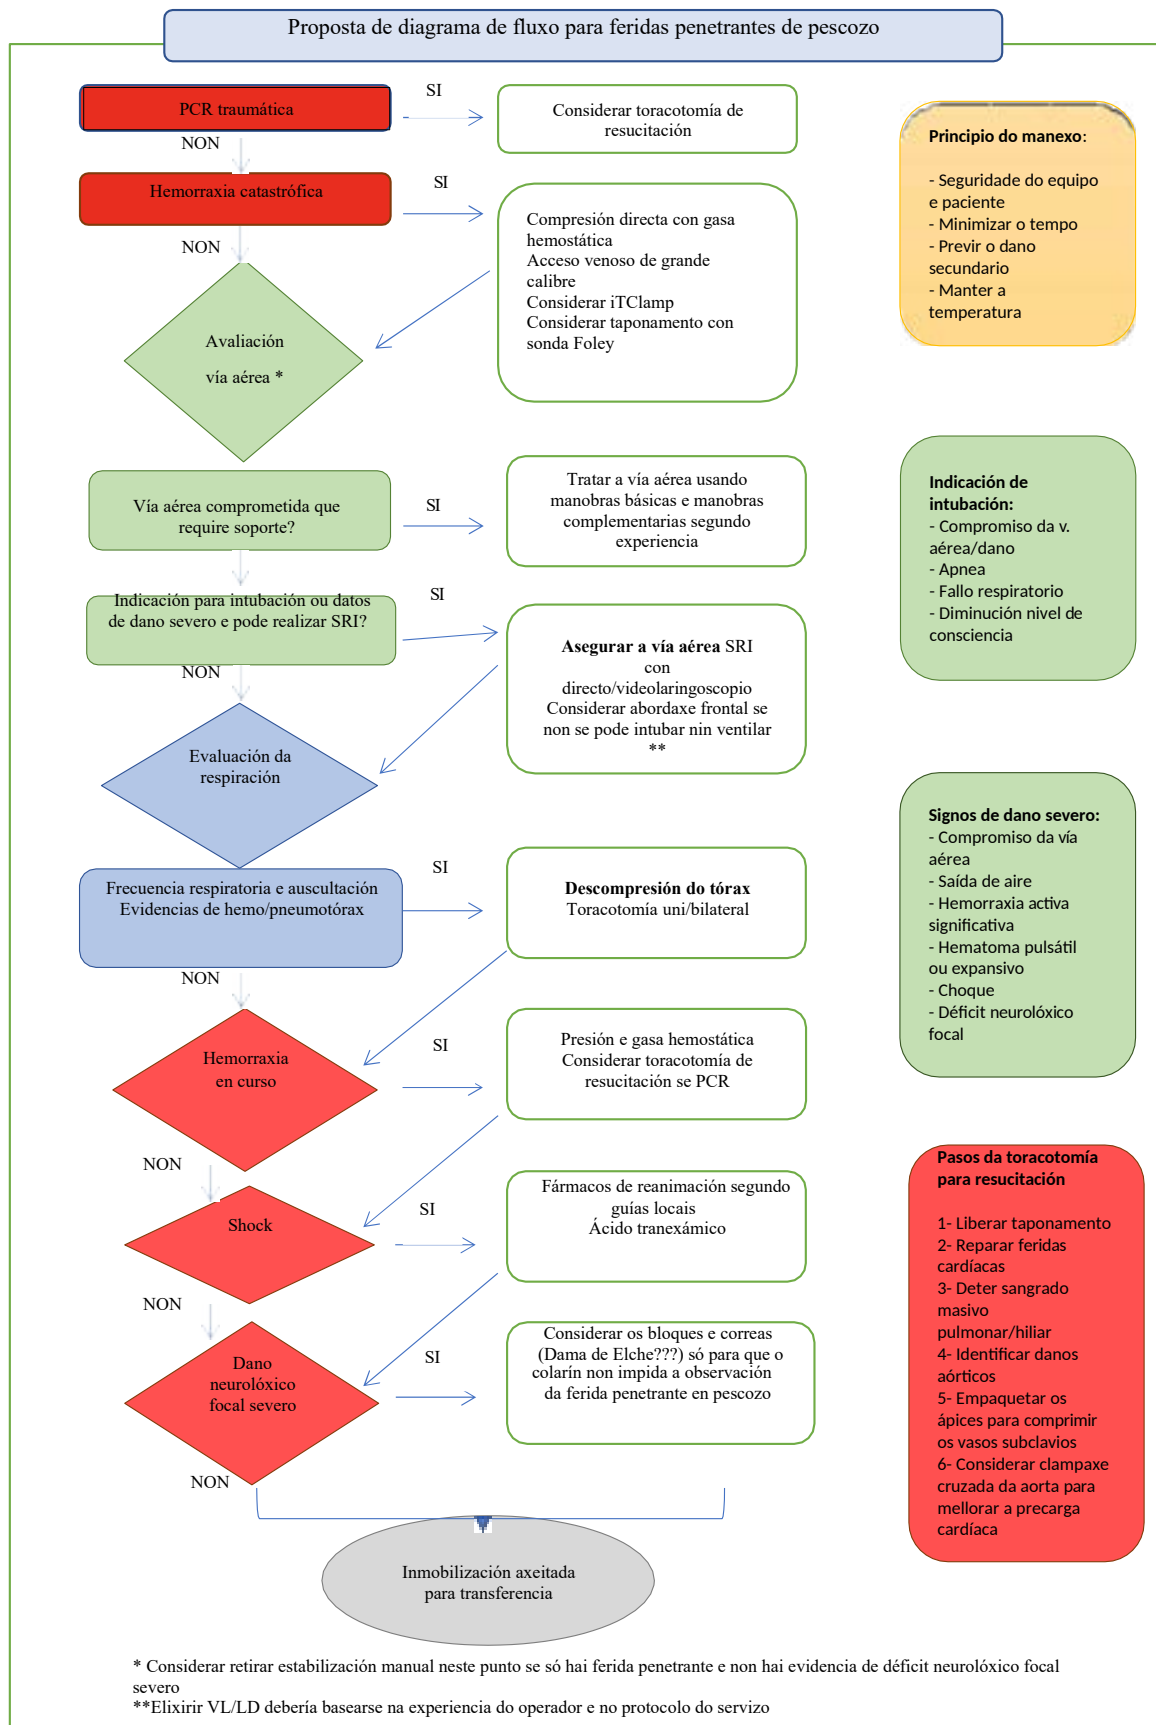 Proposta de diagrama de fluxo para feridas penetrantes de pescozo
PCR traumática
SI
Considerar toracotomía de
resucitación
NON
Hemorraxia catastrófica
SI
Compresión directa con gasa
hemostática
Acceso venoso de grande
calibre
Considerar iTClamp
Considerar taponamento con
sonda Foley
NON
Avaliación
vía aérea *
Vía aérea comprometida que
require soporte?
SI
Tratar a vía aérea usando
manobras básicas e manobras
complementarias segundo
experiencia
Indicación para intubación ou datos
de dano severo e pode realizar SRI?
SI
Asegurar a vía aérea SRI
con
directo/videolaringoscopio
Considerar abordaxe frontal se
non se pode intubar nin ventilar
**
NON
Evaluación da
respiración
Frecuencia respiratoria e auscultación
Evidencias de hemo/pneumotórax
SI
Descompresión do tórax
Toracotomía uni/bilateral
NON
Hemorraxia
en curso
SI
Presión e gasa hemostática
Considerar toracotomía de
resucitación se PCR
NON
Shock
SI
Fármacos de reanimación segundo
guías locais
Ácido tranexámico
NON
Dano
neurolóxico
focal severo
SI
Considerar os bloques e correas
(Dama de Elche???) só para que o
colarín non impida a observación
da ferida penetrante en pescozo
NON
Inmobilización axeitada
para transferencia
Principio do manexo:
- Seguridade do equipo
e paciente
- Minimizar o tempo
- Previr o dano
secundario
- Manter a
temperatura
Indicación de
intubación:
- Compromiso da v.
aérea/dano
- Apnea
- Fallo respiratorio
- Diminución nivel de
consciencia
Signos de dano severo:
- Compromiso da vía
aérea
- Saída de aire
- Hemorraxia activa
significativa
- Hematoma pulsátil
ou expansivo
- Choque
- Déficit neurolóxico
focal
Pasos da toracotomía
para resucitación
1- Liberar taponamento
2- Reparar feridas
cardíacas
3- Deter sangrado
masivo
pulmonar/hiliar
4- Identificar danos
aórticos
5- Empaquetar os
ápices para comprimir
os vasos subclavios
6- Considerar clampaxe
cruzada da aorta para
mellorar a precarga
cardíaca
* Considerar retirar estabilización manual neste punto se só hai ferida penetrante e non hai evidencia de déficit neurolóxico focal
severo
**Elixirir VL/LD debería basearse na experiencia do operador e no protocolo do servizo